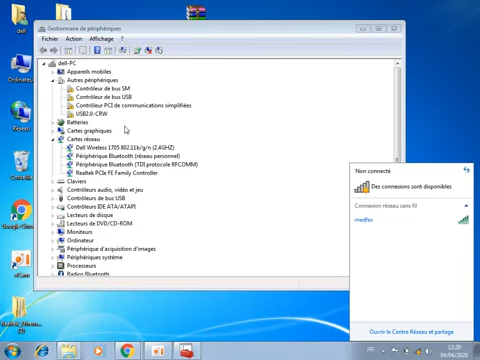 dell
Ordinateur
Réseau
Corbeille
Google Chrome
Gestionnaire de périphériques
Fichier Action Affichage ?
dell-PC
Appareils mobiles
Autres périphériques
Contrôleur de bus SM
Contrôleur de bus USB
Contrôleur PCI de communications simplifiées
USB2.0-CRW
Batteries
Cartes graphiques
Cartes réseau
Dell Wireless 1705 802.11b/g/n (2.4GHZ)
Périphérique Bluetooth (réseau personnel)
Périphérique Bluetooth (TDI protocole RFCOMM)
Realtek PCIe FE Family Controller
Claviers
Contrôleurs audio, vidéo et jeu
Contrôleurs de bus USB
Contrôleurs IDE ATA/ATAPI
Lecteurs de disque
Lecteurs de DVD/CD-ROM
Moniteurs
Ordinateur
Périphérique d'acquisition d'images
Périphériques système
Processeurs
Radios Bluetooth
Non connecté
Des connexions sont disponibles
Connexion réseau sans fil
medfes
Ouvrir le Centre Réseau et partage
FR
12:20
04/04/2020